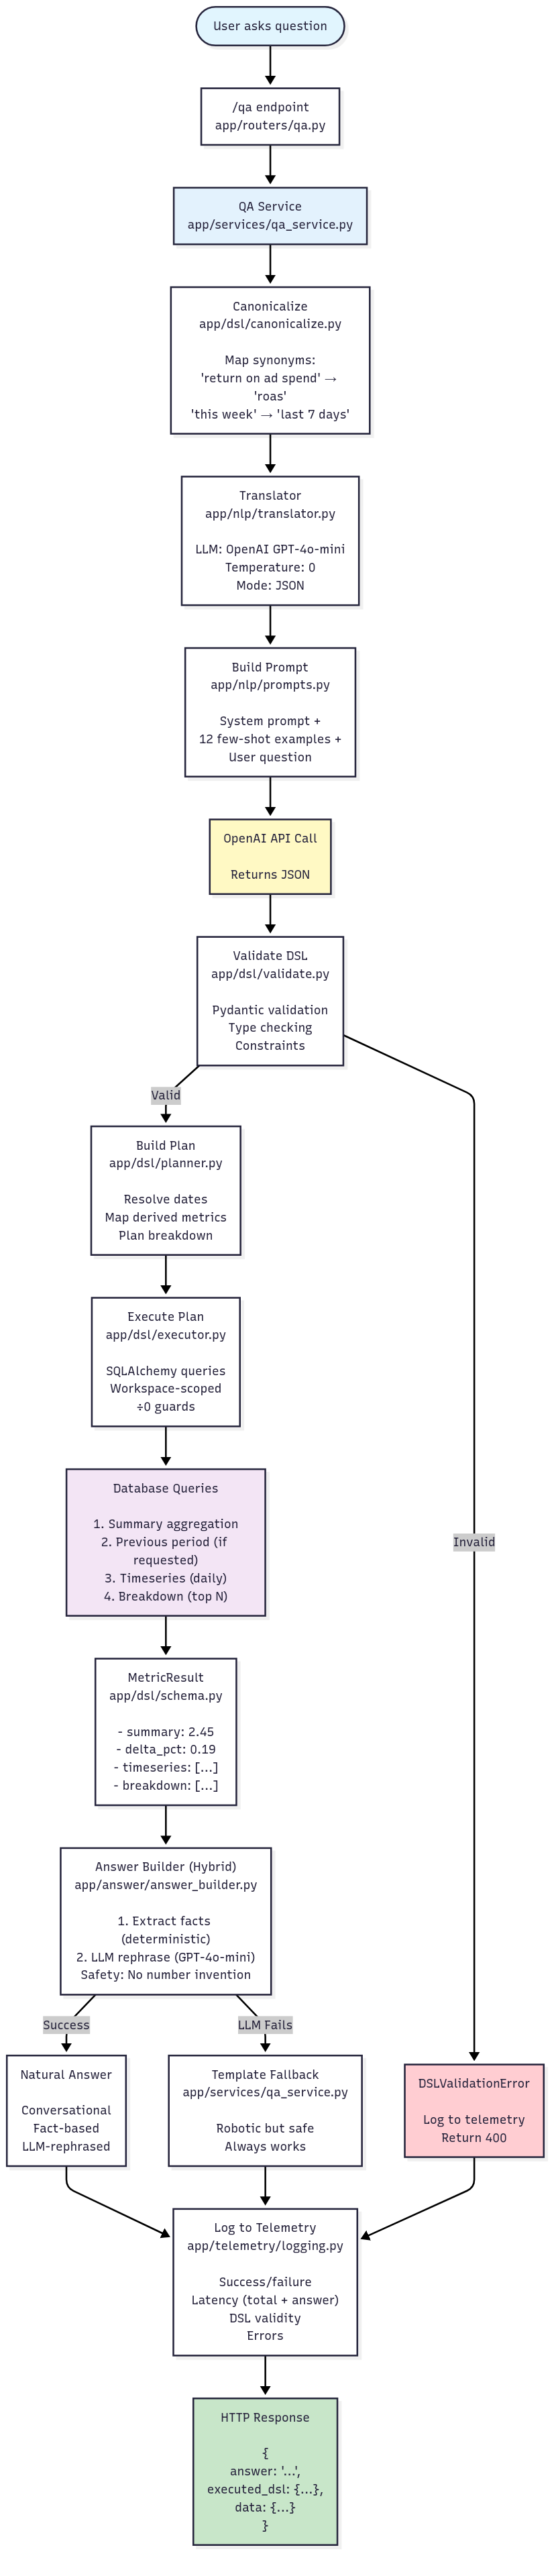 User asks question
/qa endpoint
app/routers/qa.py
QA Service
app/services/qa_service.py
Canonicalize
app/dsl/canonicalize.py
Map synonyms:
'return on ad spend' →
'roas'
'this week' → 'last 7 days'
Translator
app/nlp/translator.py
LLM: OpenAI GPT-4o-mini
Temperature: 0
Mode: JSON
Build Prompt
app/nlp/prompts.py
System prompt +
12 few-shot examples +
User question
OpenAI API Call
Returns JSON
Validate DSL
app/dsl/validate.py
Pydantic validation
Type checking
Constraints
Valid
Build Plan
app/dsl/planner.py
Resolve dates
Map derived metrics
Plan breakdown
Execute Plan
app/dsl/executor.py
SQLAlchemy queries
Workspace-scoped
÷0 guards
Database Queries
1. Summary aggregation
2. Previous period (if
requested)
3. Timeseries (daily)
4. Breakdown (top N)
Invalid
MetricResult
app/dsl/schema.py
- summary: 2.45
- delta_pct: 0.19
- timeseries: [...]
- breakdown: [...]
Answer Builder (Hybrid)
app/answer/answer_builder.py
1. Extract facts
(deterministic)
2. LLM rephrase (GPT-4o-mini)
Safety: No number invention
Success
LLM Fails
Natural Answer
Conversational
Fact-based
LLM-rephrased
Template Fallback
app/services/qa_service.py
Robotic but safe
Always works
DSLValidationError
Log to telemetry
Return 400
Log to Telemetry
app/telemetry/logging.py
Success/failure
Latency (total + answer)
DSL validity
Errors
HTTP Response
{
answer: '...',
executed_dsl: {...},
data: {...}
}